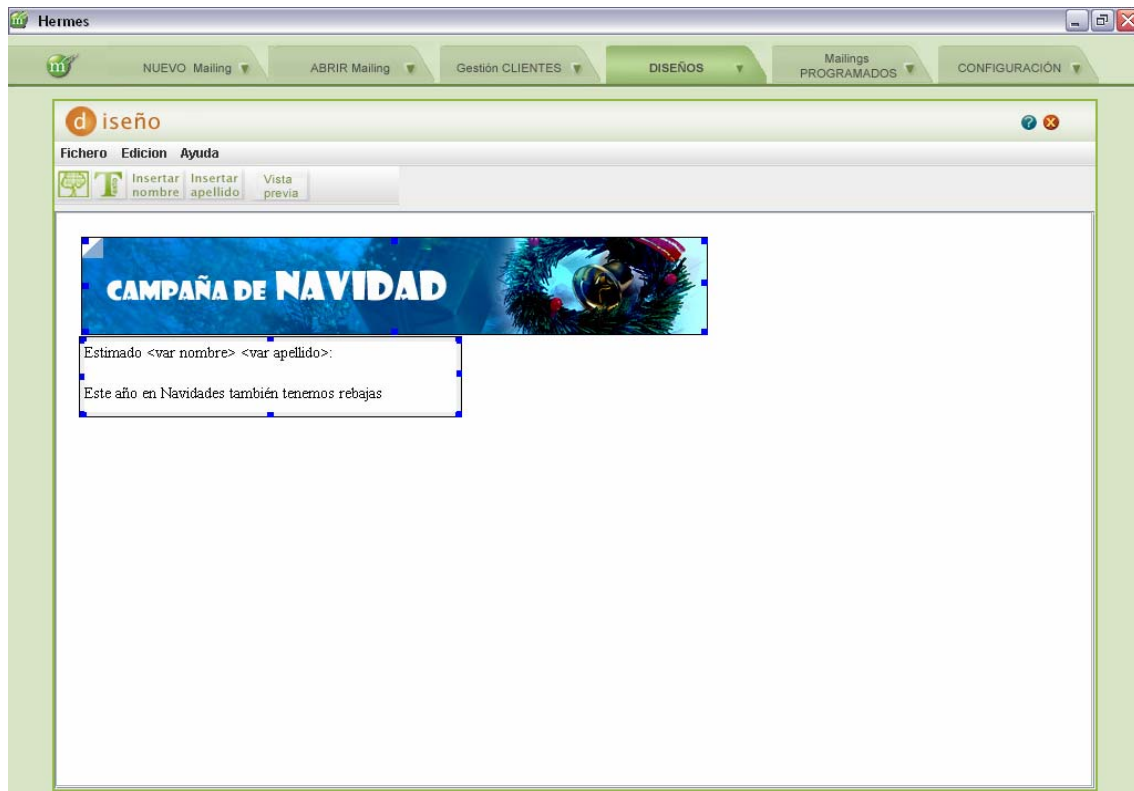 Hermes
NUEVO Mailing
ABRIR Mailing
Gestión CLIENTES
DISEÑOS
Mailings
PROGRAMADOS
CONFIGURACIÓN
diseño
Fichero Edicion Ayuda
Insertar nombre
Insertar apellido
Vista previa
CAMPAÑA DE NAVIDAD
Estimado <var nombre> <var apellido>:
Este año en Navidades también tenemos rebajas